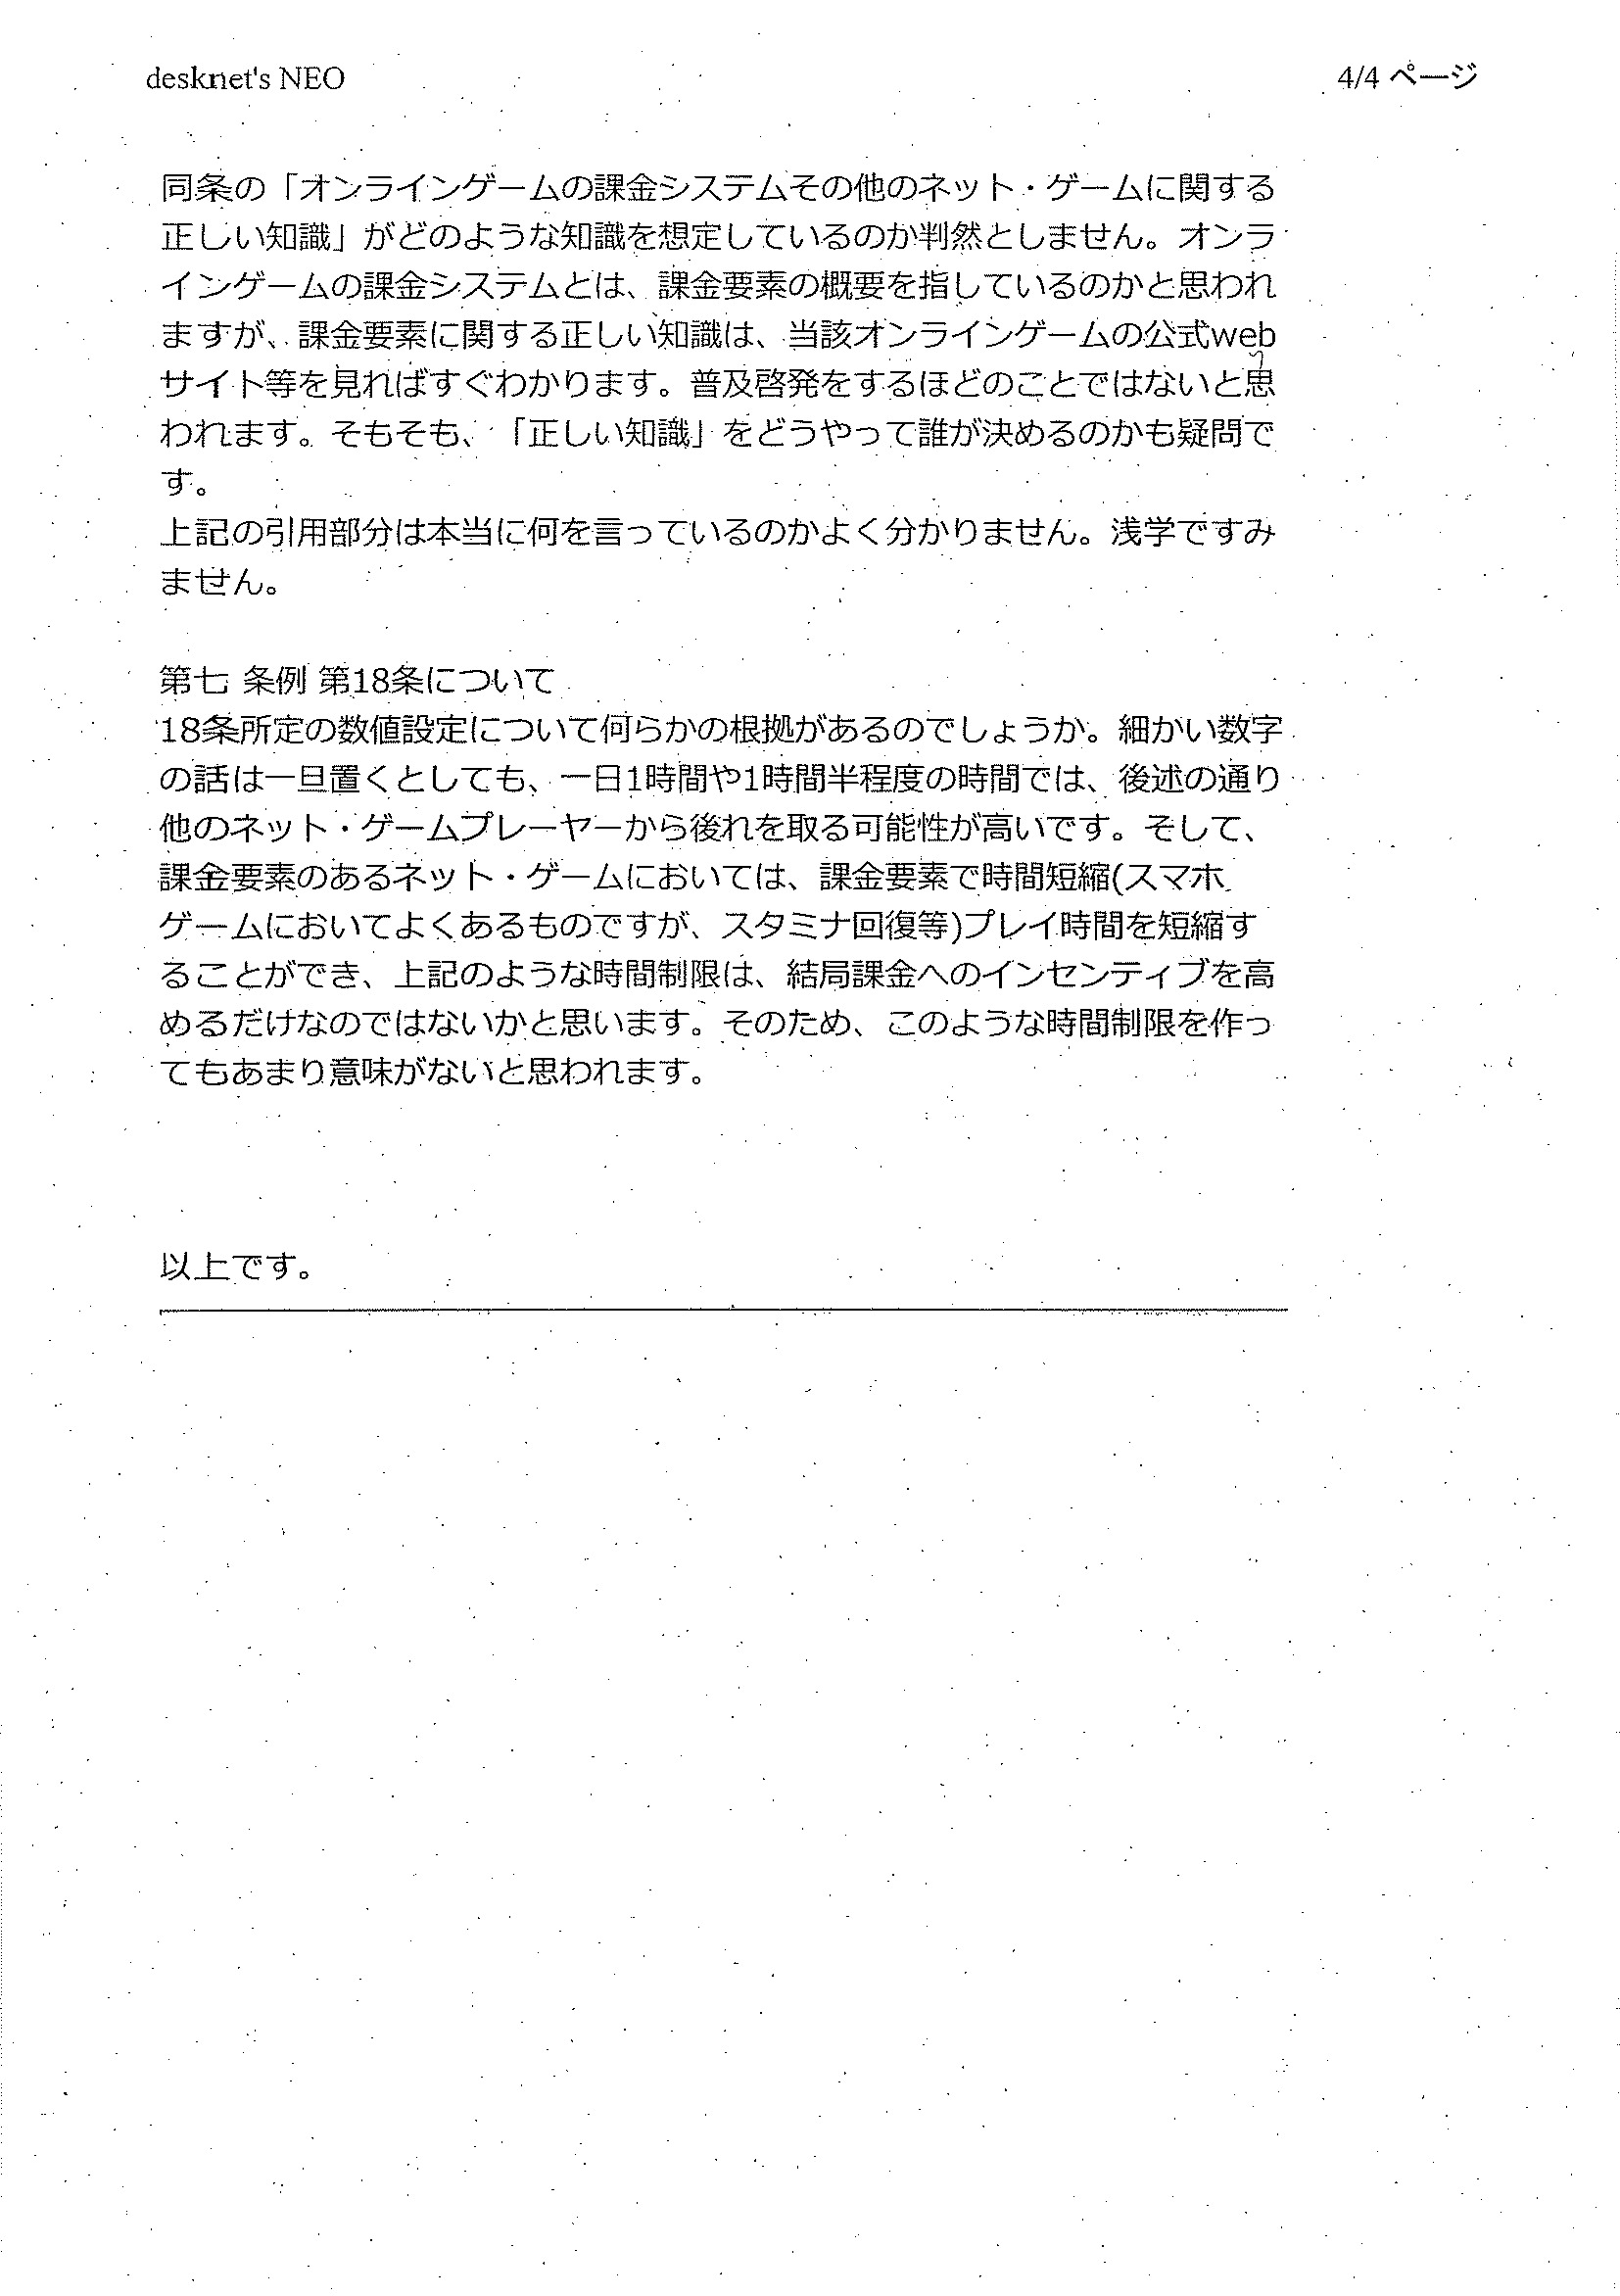 desknet's NEO
4/4 ページ
同条の「オンラインゲームの課金システムその他のネット・ゲームに関する
正しい知識」がどのような知識を想定しているのか判然としません。オンラ
インゲームの課金システムとは、課金要素の概要を指しているのかと思われ
ますが、課金要素に関する正しい知識は、当該オンラインゲームの公式web
サイト等を見ればすぐわかります。普及啓発をするほどのことではないと思
われます。そもそも、「正しい知識」をどうやって誰が決めるのかも疑問で
す。
上記の引用部分は本当に何を言っているのかよく分かりません。浅学ですみ
ません。
第七 条例 第18条について
18条所定の数値設定について何らかの根拠があるのでしょうか。細かい数字
の話は一旦置くとしても、一日1時間や1時間半程度の時間では、後述の通り
他のネット・ゲームプレーヤーから後れを取る可能性が高いです。そして、
課金要素のあるネット・ゲームにおいては、課金要素で時間短縮(スマホ
ゲームにおいてよくあるものですが、スタミナ回復等)プレイ時間を短縮す
ることができ、上記のような時間制限は、結局課金へのインセンティブを高
めるだけなのではないかと思います。そのため、このような時間制限を作っ
てもあまり意味がないと思われます。
以上です。